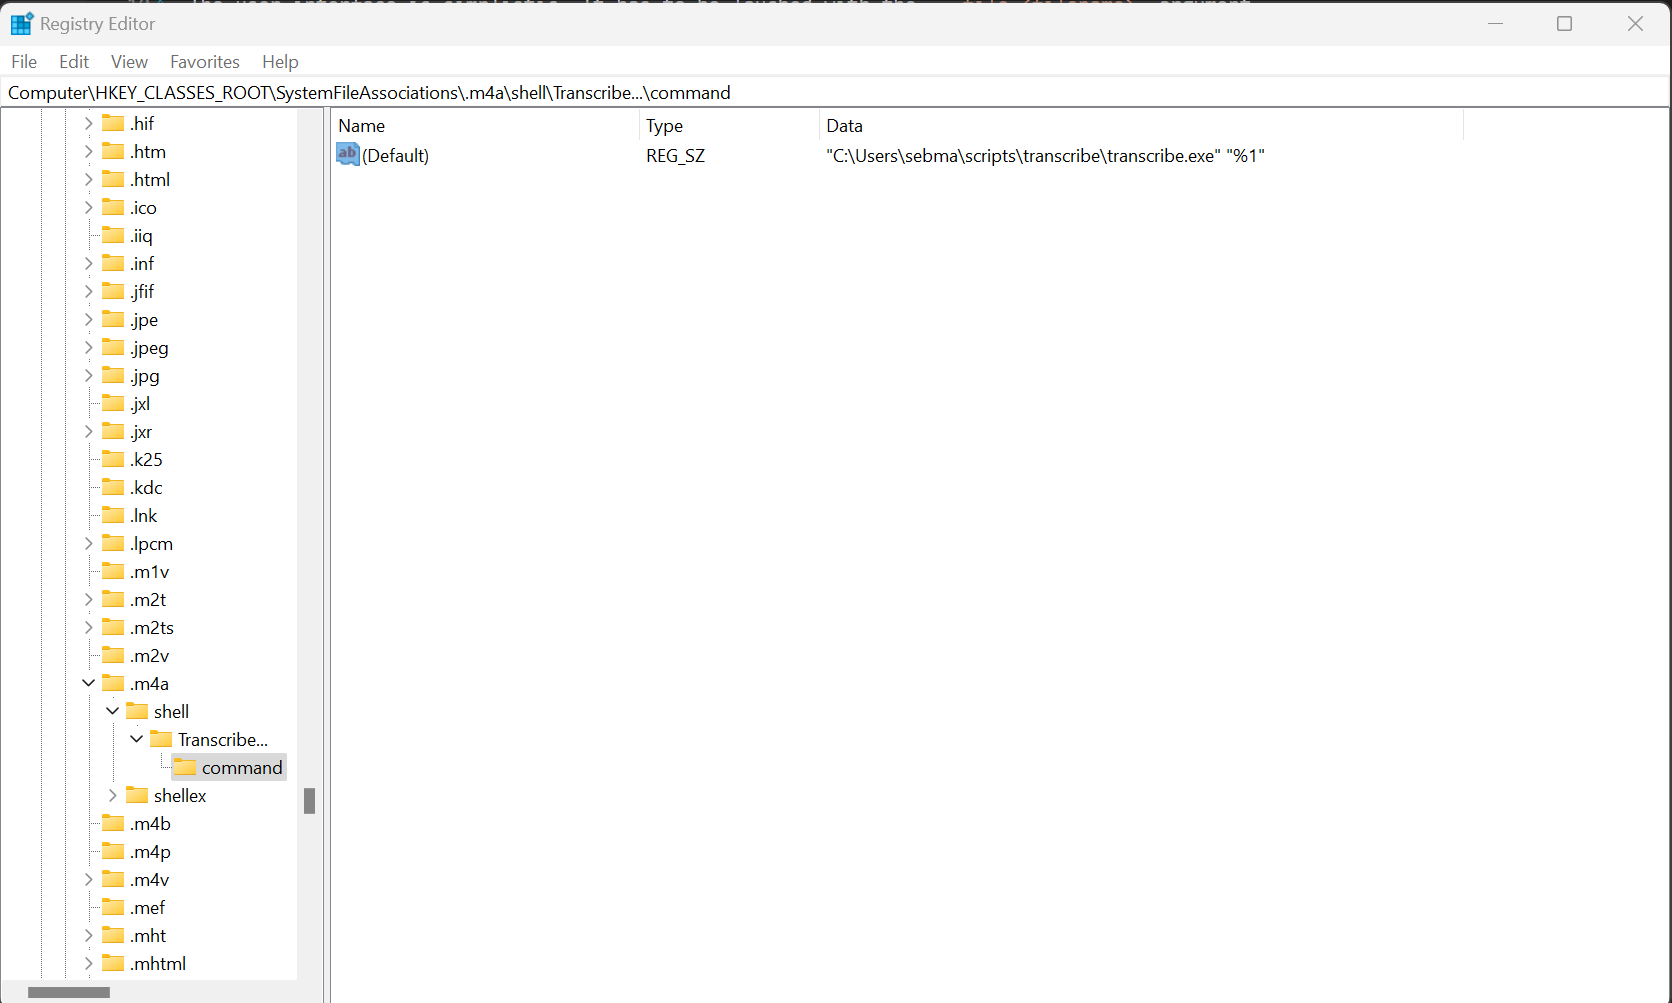 Registry Editor
File Edit View Favorites Help
Computer\HKEY_CLASSES_ROOT\SystemFileAssociations\.m4a\shell\Transcribe...\command
.hif
.htm
.html
.ico
.iiq
.inf
.jfif
.jpe
.jpeg
.jpg
.jxl
.jxr
.k25
.kdc
.lnk
.lpcm
.m1v
.m2t
.m2ts
.m2v
.m4a
shell
Transcribe...
command
shellex
.m4b
.m4p
.m4v
.mef
.mht
.mhtml
Name Type Data
ab (Default) REG_SZ "C:\Users\sebma\scripts\transcribe\transcribe.exe" "%1"